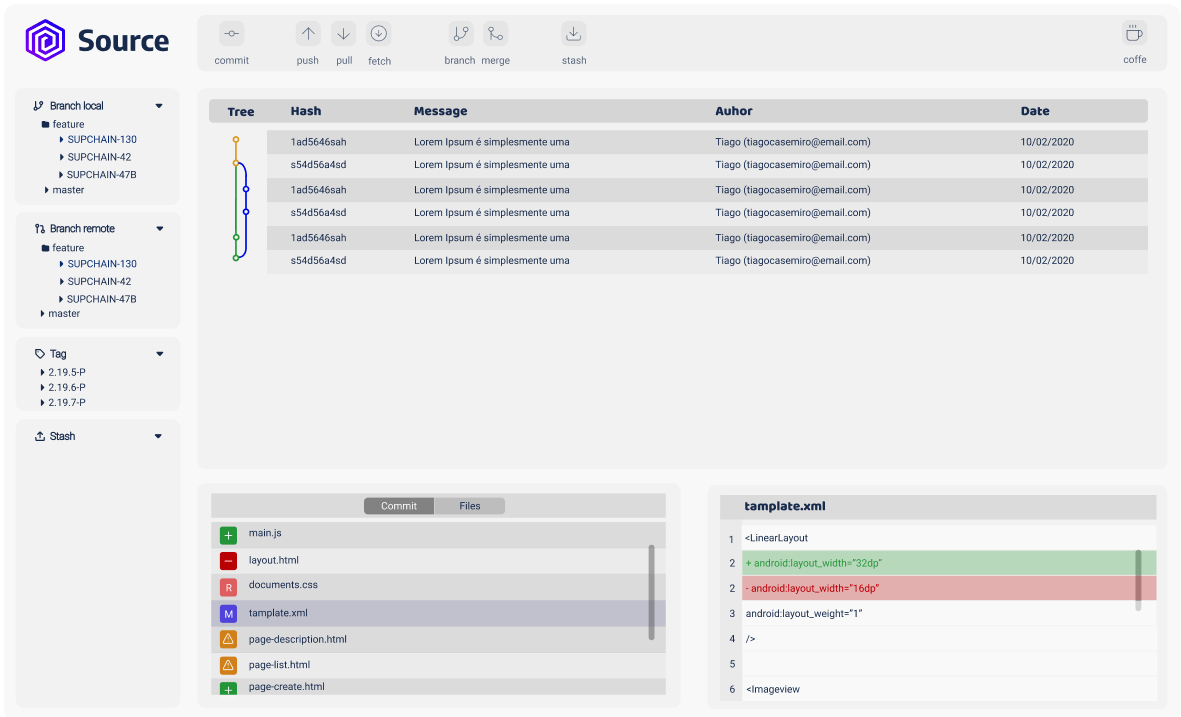 Source
commit
push
pull
fetch
branch
merge
stash
coffe
Branch local
feature
SUPCHAIN-130
SUPCHAIN-42
SUPCHAIN-47B
master
Branch remote
feature
SUPCHAIN-130
SUPCHAIN-42
SUPCHAIN-47B
master
Tag
2.19.5-P
2.19.6-P
2.19.7-P
Stash
Tree Hash Message Auhor Date
1ad5646sah Lorem Ipsum é simplesmente uma Tiago (tiagocasemiro@email.com) 10/02/2020
s54d56a4sd Lorem Ipsum é simplesmente uma Tiago (tiagocasemiro@email.com) 10/02/2020
1ad5646sah Lorem Ipsum é simplesmente uma Tiago (tiagocasemiro@email.com) 10/02/2020
s54d56a4sd Lorem Ipsum é simplesmente uma Tiago (tiagocasemiro@email.com) 10/02/2020
1ad5646sah Lorem Ipsum é simplesmente uma Tiago (tiagocasemiro@email.com) 10/02/2020
s54d56a4sd Lorem Ipsum é simplesmente uma Tiago (tiagocasemiro@email.com) 10/02/2020
Commit Files
+ main.js
− layout.html
R documents.css
M tamplate.xml
page-description.html
page-list.html
+ page-create.html
tamplate.xml
1 <LinearLayout
2 + android:layout_width="32dp"
2 - android:layout_width="16dp"
3 android:layout_weight="1"
4 />
5
6 <Imageview